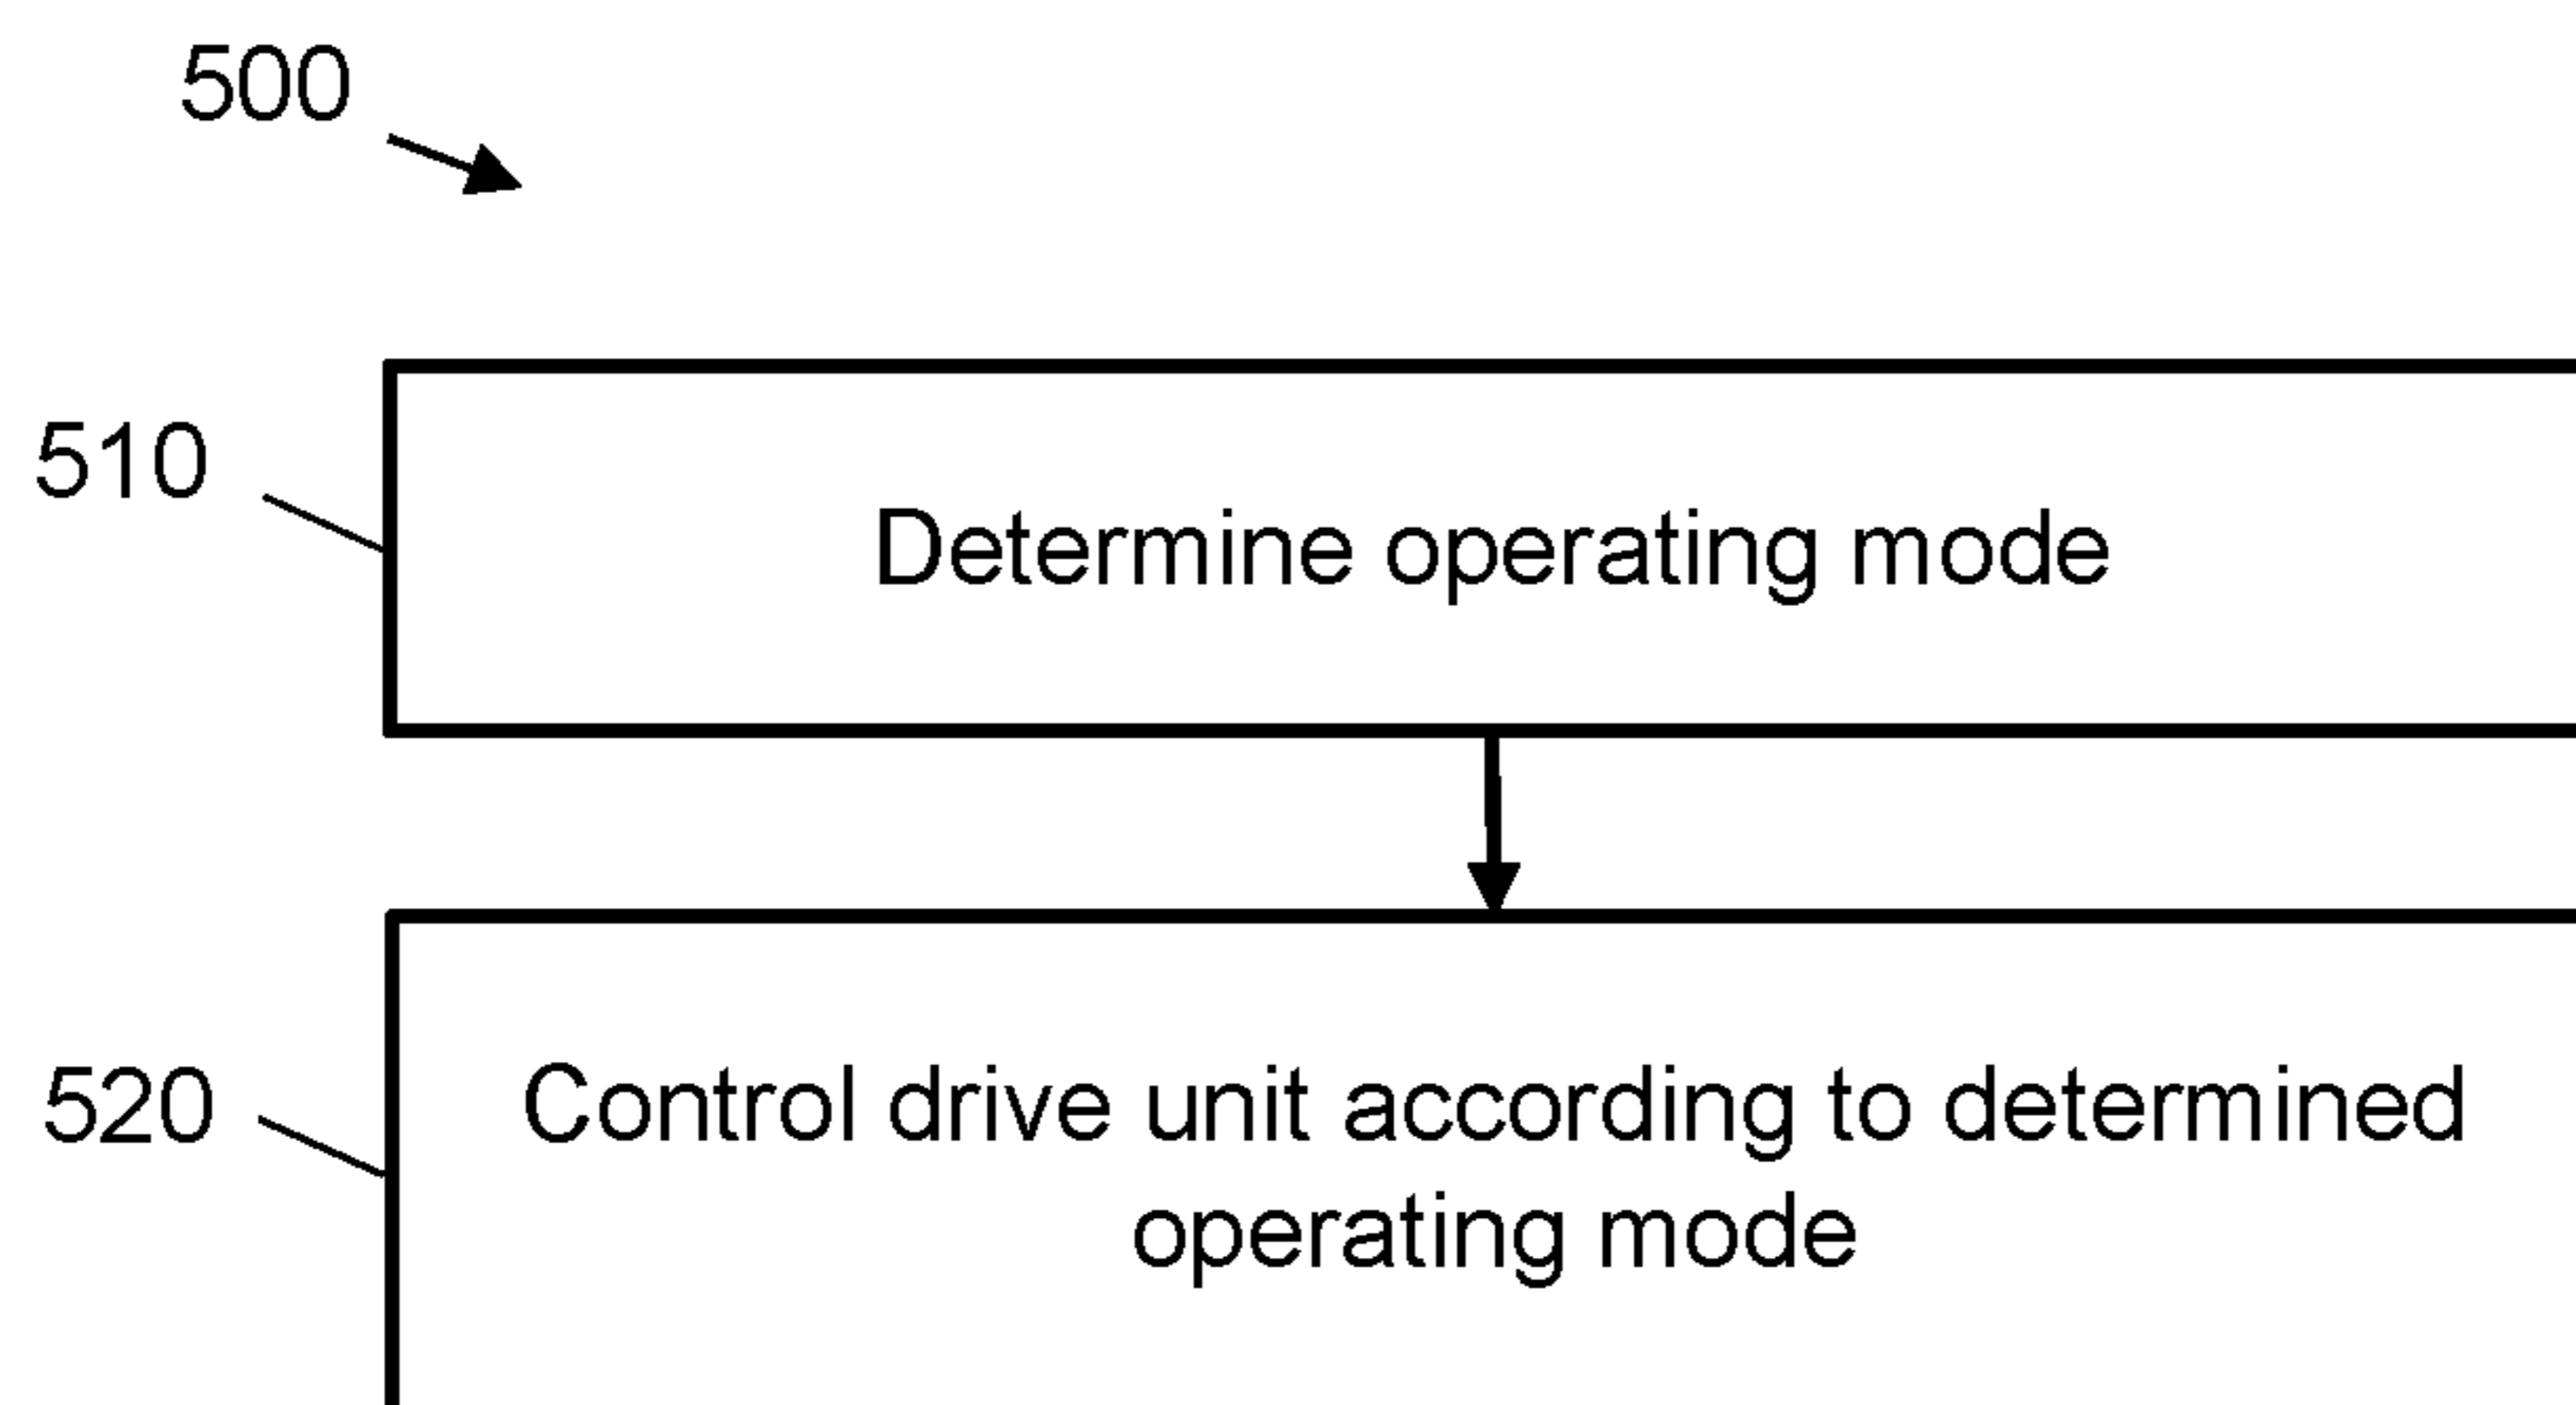 500
510
Determine operating mode
520
Control drive unit according to determined
operating mode